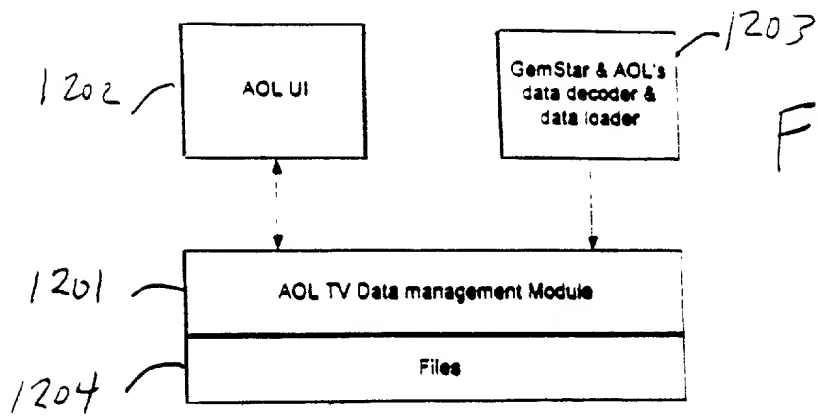 1203
GemStar & AOL's
data decoder &
data loader
1202
AOL UI
F
1201
AOL TV Data management Module
Files
1204